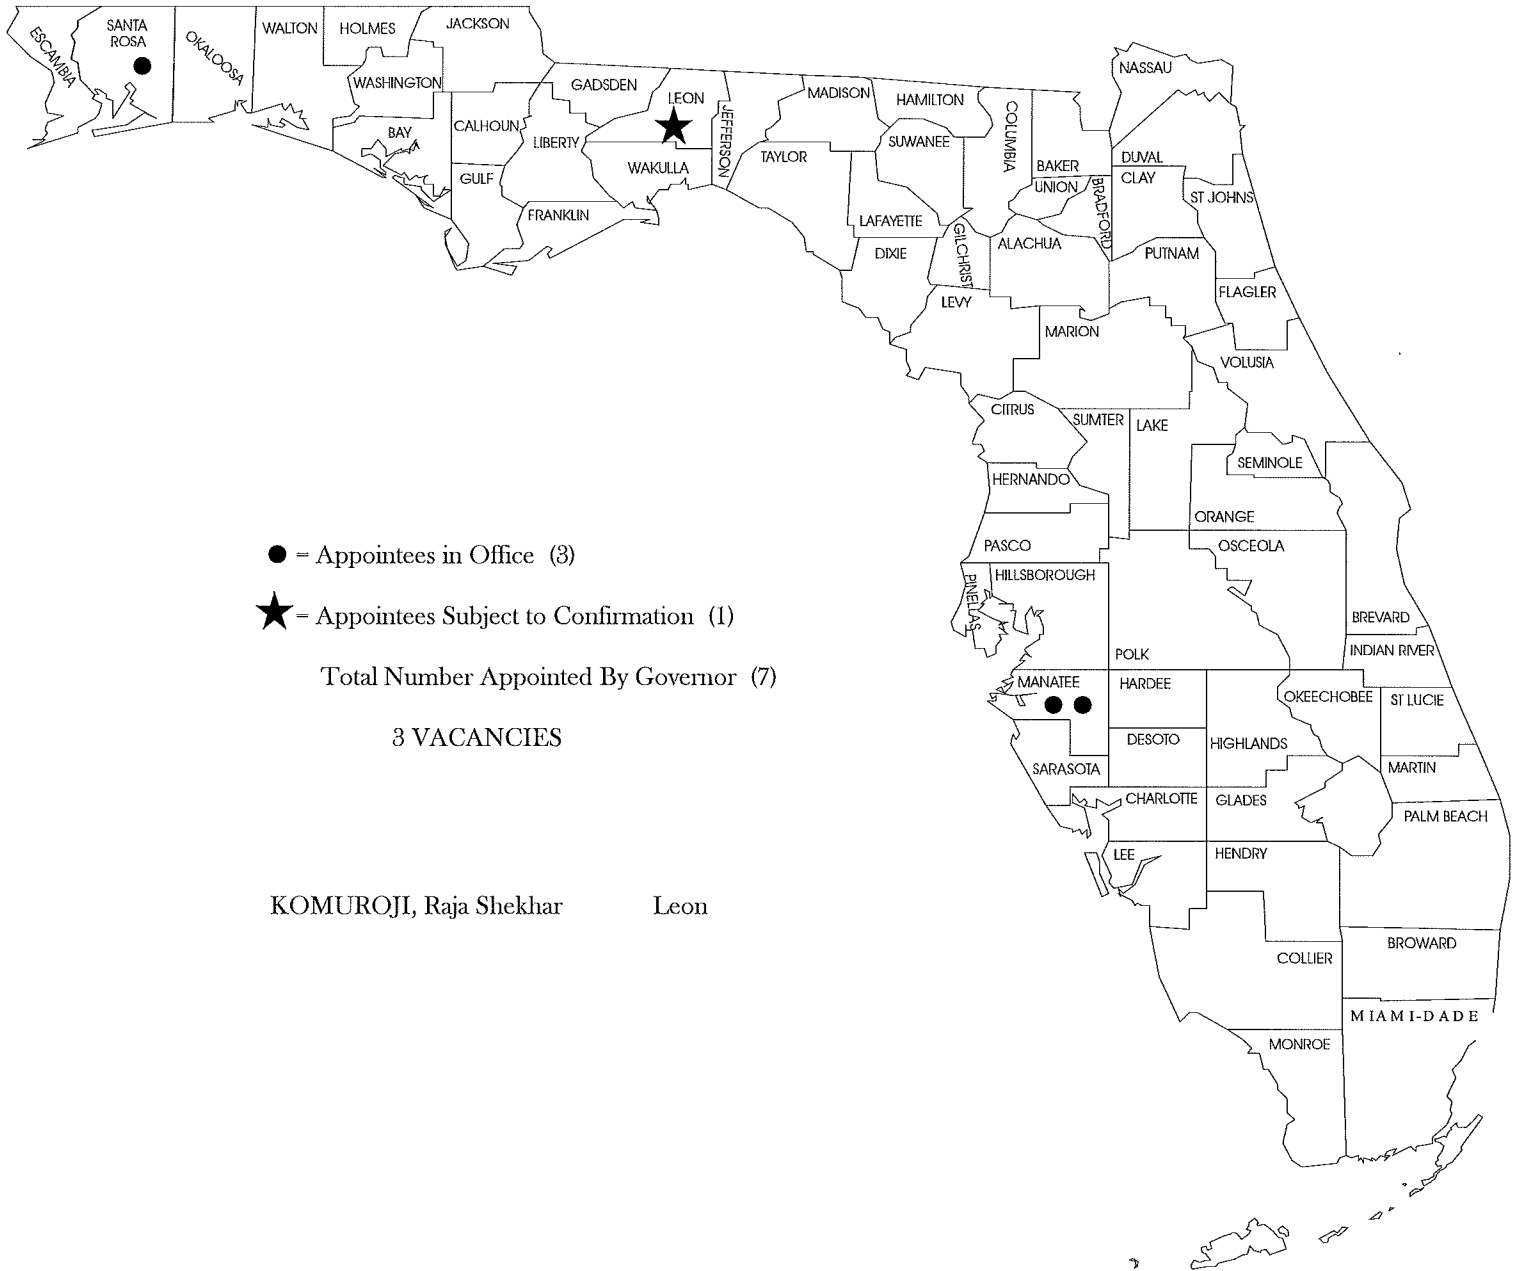 ESCAMBIA
SANTA
ROSA
OKALOOSA
WALTON
HOLMES
JACKSON
WASHINGTON
BAY
CALHOUN
GULF
LIBERTY
GADSDEN
LEON
WAKULLA
FRANKLIN
JEFFERSON
MADISON
TAYLOR
HAMILTON
SUWANEE
LAFAYETTE
DIXIE
COLUMBIA
BAKER
UNION
BRADFORD
GILCHRIST
ALACHUA
LEVY
NASSAU
DUVAL
CLAY
ST JOHNS
PUTNAM
FLAGLER
MARION
VOLUSIA
CITRUS
SUMTER
LAKE
SEMINOLE
HERNANDO
ORANGE
PASCO
OSCEOLA
HILLSBOROUGH
PINELLAS
BREVARD
INDIAN RIVER
POLK
MANATEE
HARDEE
OKEECHOBEE
ST LUCIE
DESOTO
HIGHLANDS
SARASOTA
MARTIN
CHARLOTTE
GLADES
PALM BEACH
LEE
HENDRY
BROWARD
COLLIER
MIAMI-DADE
MONROE
= Appointees in Office (3)
= Appointees Subject to Confirmation (1)
Total Number Appointed By Governor (7)
3 VACANCIES
KOMUROJI, Raja Shekhar Leon